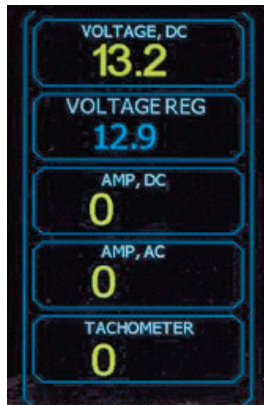 VOLTAGE, DC
13.2
VOLTAGE REG
12.9
AMP, DC
0
AMP, AC
0
TACHOMETER
0